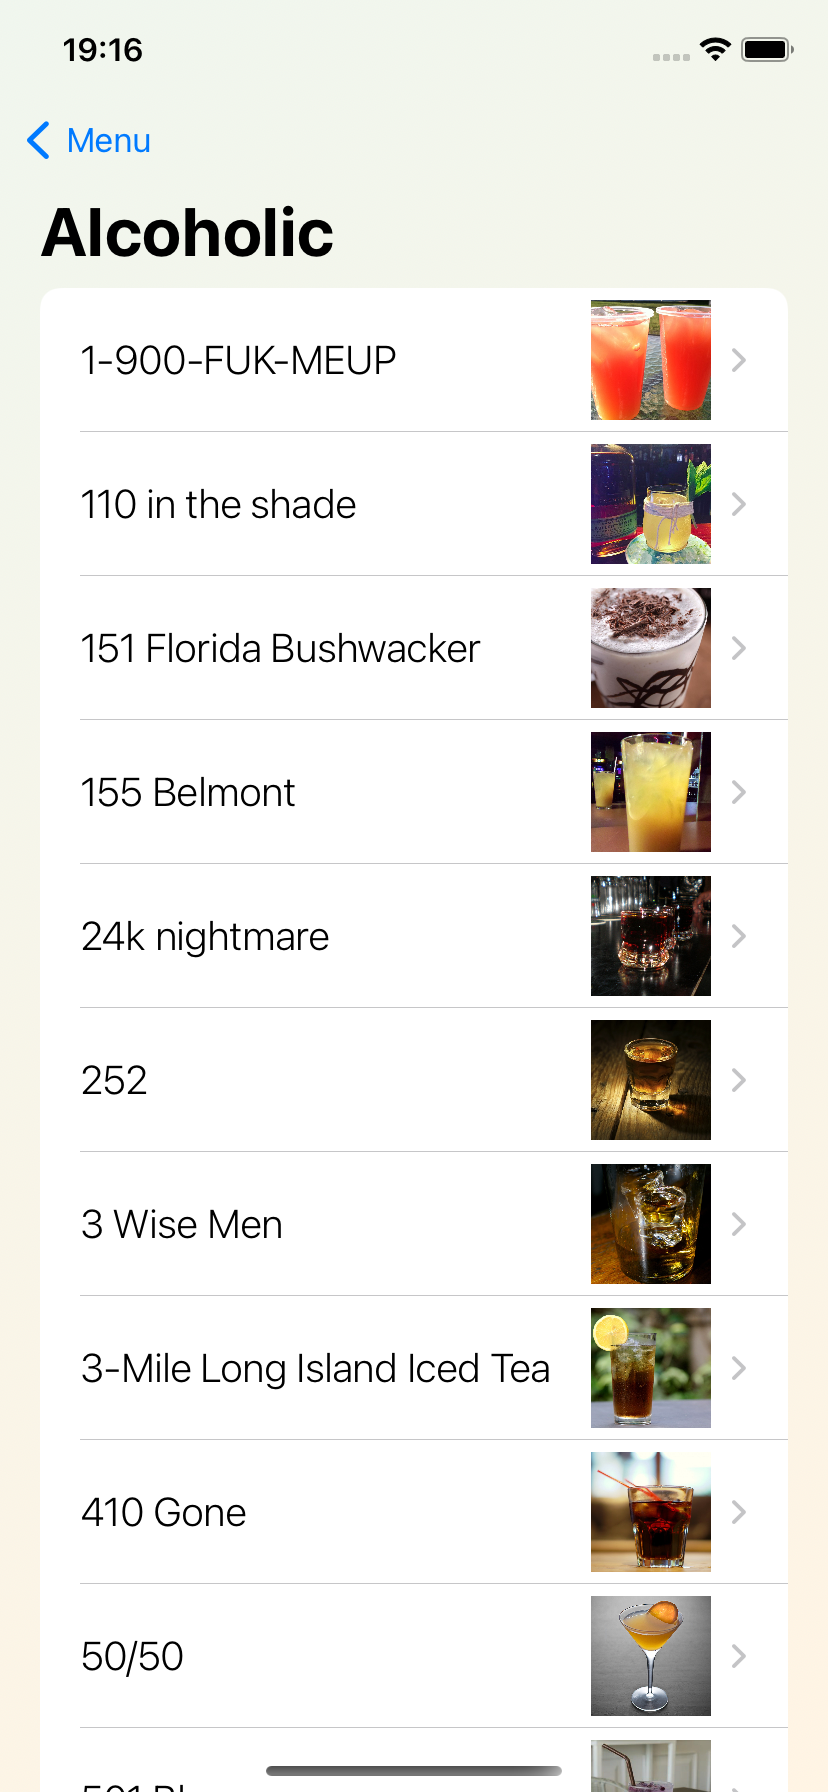 19:16
Menu
Alcoholic
1-900-FUK-MEUP
110 in the shade
151 Florida Bushwacker
155 Belmont
24k nightmare
252
3 Wise Men
3-Mile Long Island Iced Tea
410 Gone
50/50